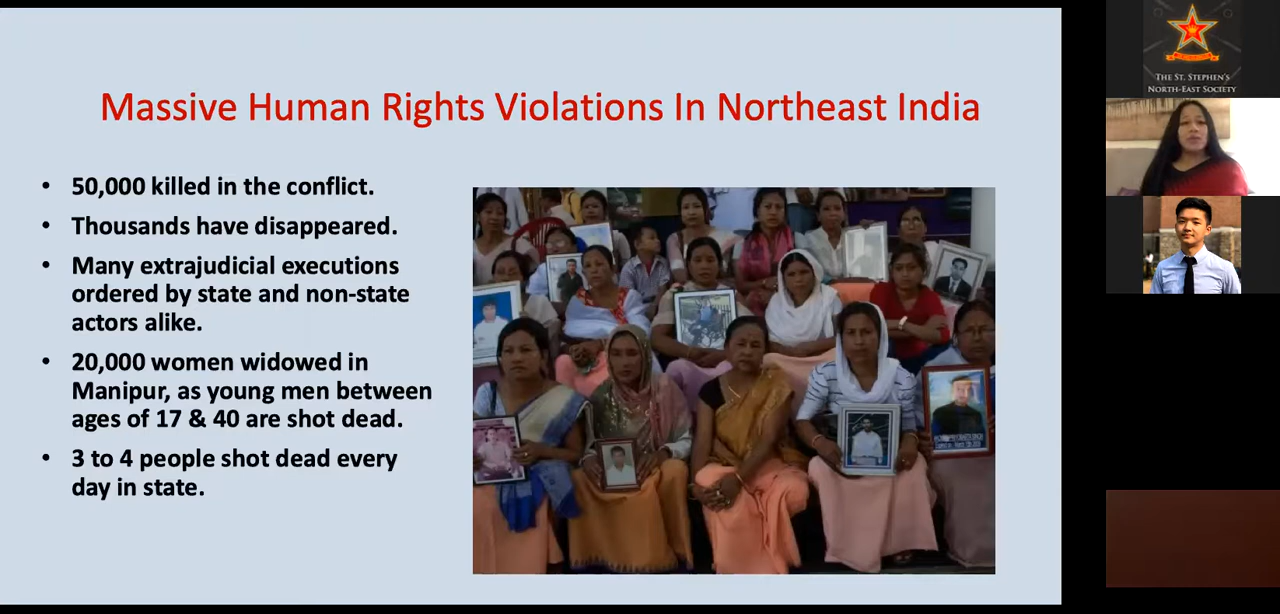 Massive Human Rights Violations In Northeast India
• 50,000 killed in the conflict.
• Thousands have disappeared.
• Many extrajudicial executions
ordered by state and non-state
actors alike.
• 20,000 women widowed in
Manipur, as young men between
ages of 17 & 40 are shot dead.
• 3 to 4 people shot dead every
day in state.
THE ST. STEPHEN'S
NORTH-EAST SOCIETY